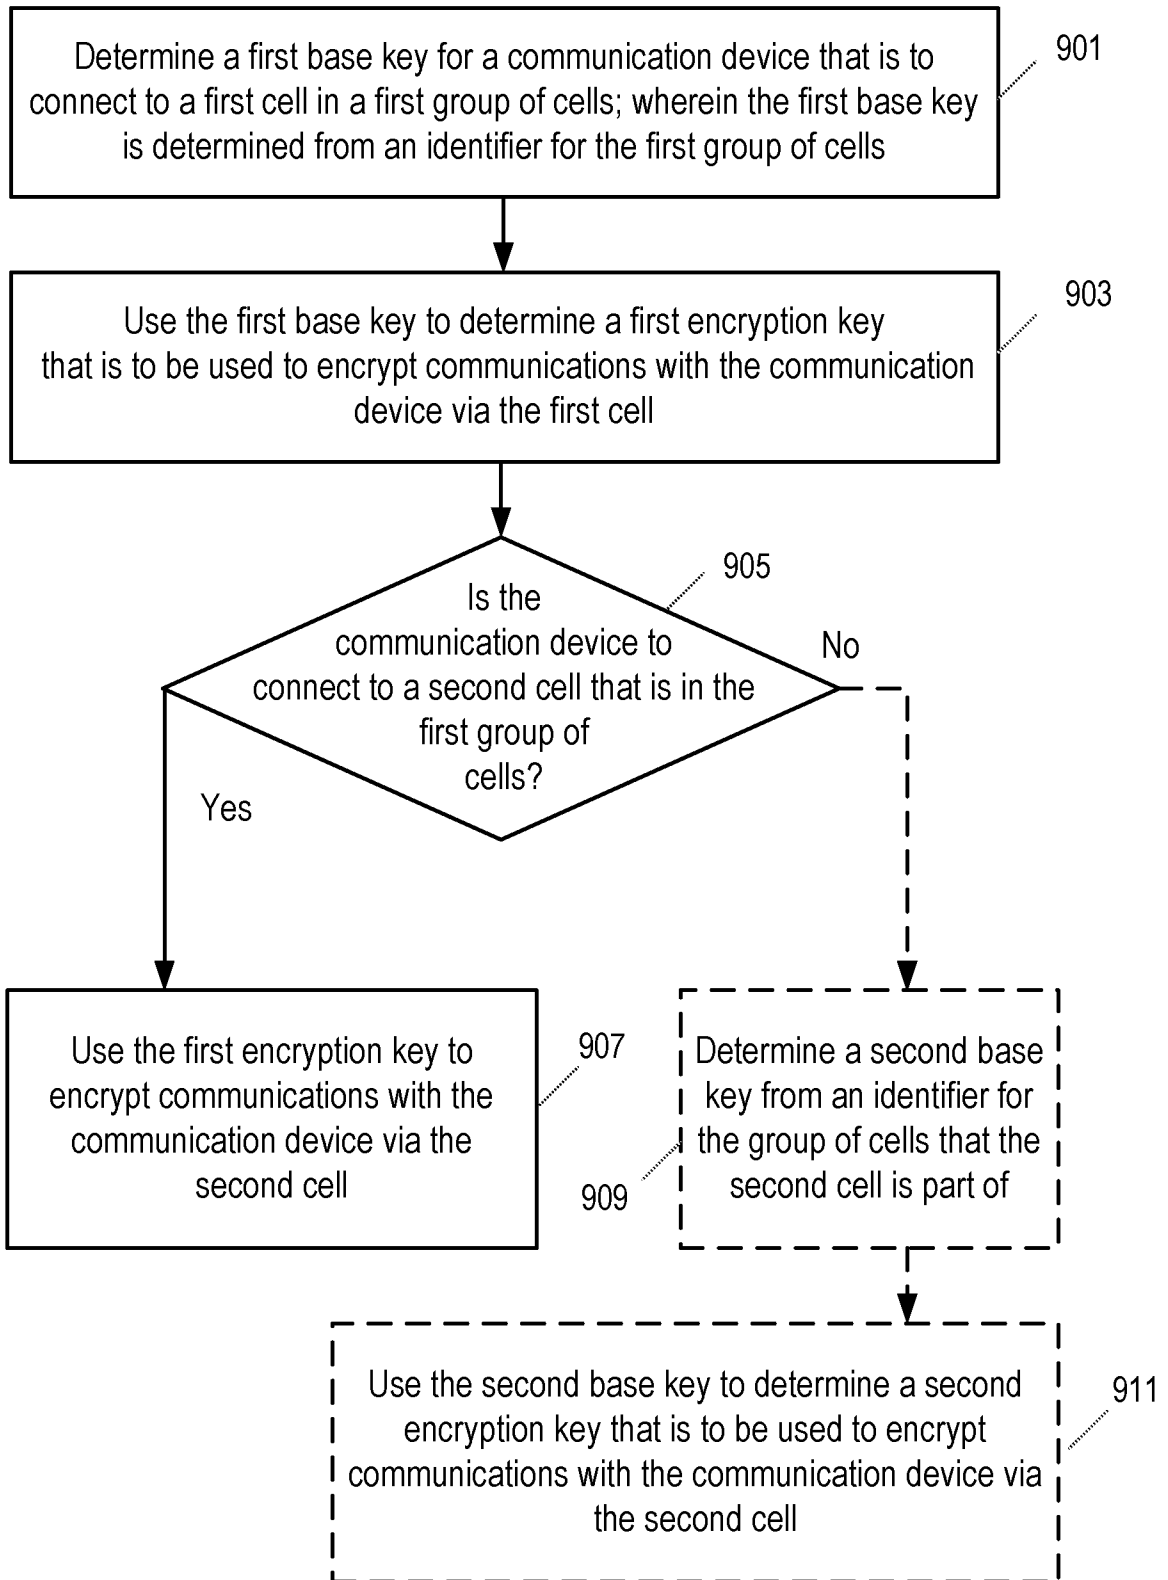 Determine a first base key for a communication device that is to
connect to a first cell in a first group of cells; wherein the first base key
is determined from an identifier for the first group of cells
901
Use the first base key to determine a first encryption key
that is to be used to encrypt communications with the communication
device via the first cell
903
Is the
communication device to
connect to a second cell that is in the
first group of
cells?
905
No
Yes
Use the first encryption key to
encrypt communications with the
communication device via the
second cell
907
Determine a second base
key from an identifier for
the group of cells that the
second cell is part of
909
Use the second base key to determine a second
encryption key that is to be used to encrypt
communications with the communication device via
the second cell
911